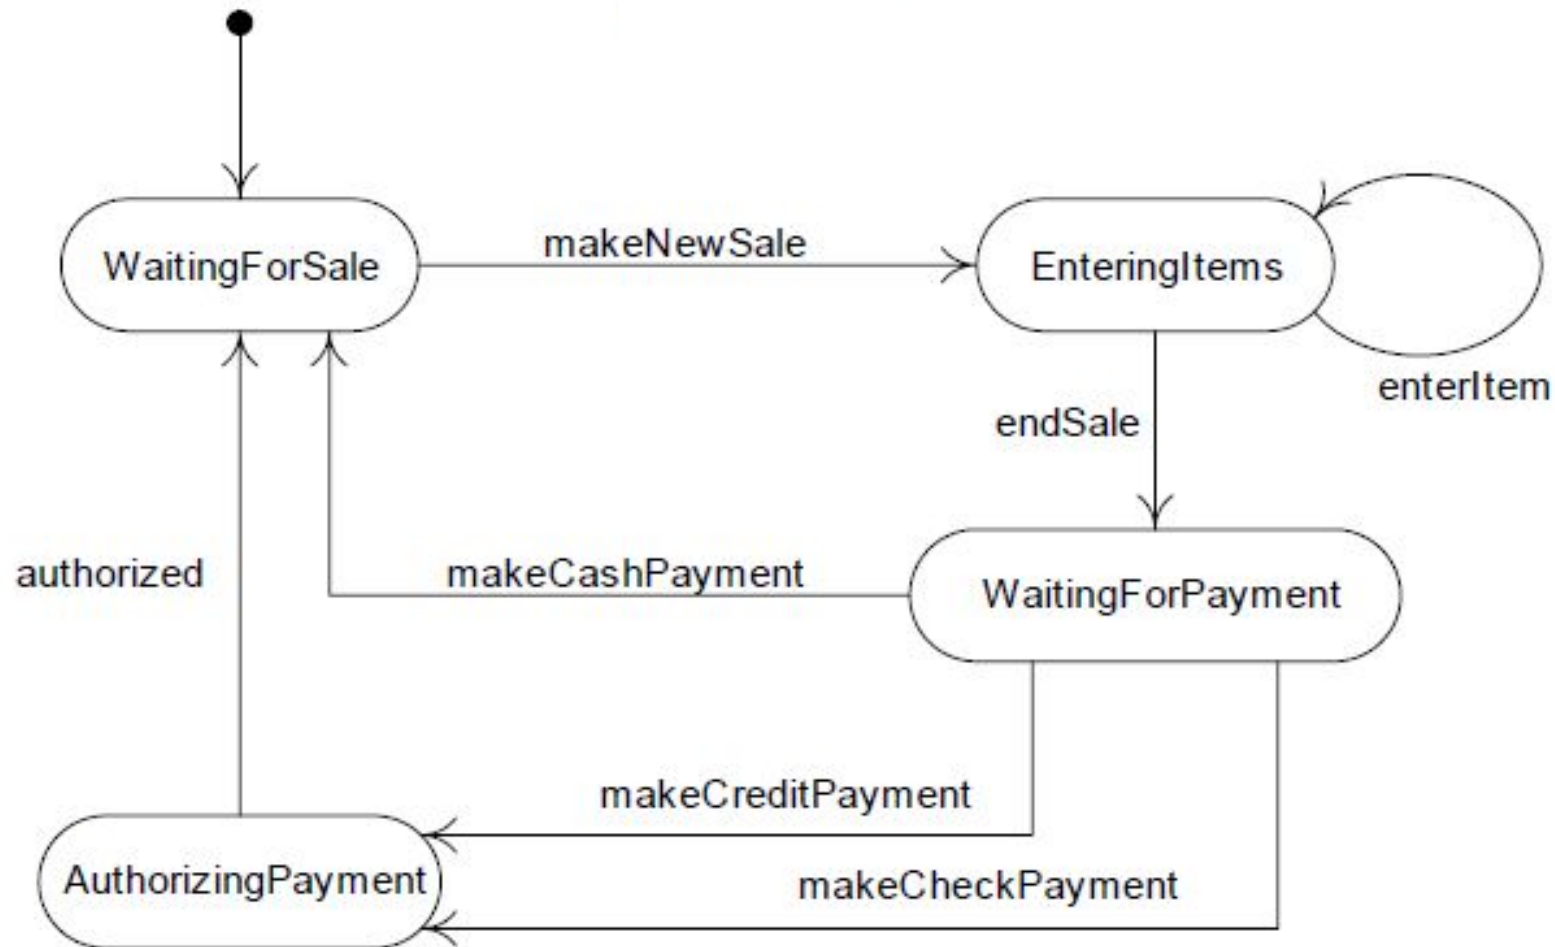 makeNewSale
WaitingForSale
EnteringItems
enterItem
endSale
authorized
makeCashPayment
WaitingForPayment
makeCreditPayment
AuthorizingPayment
makeCheckPayment